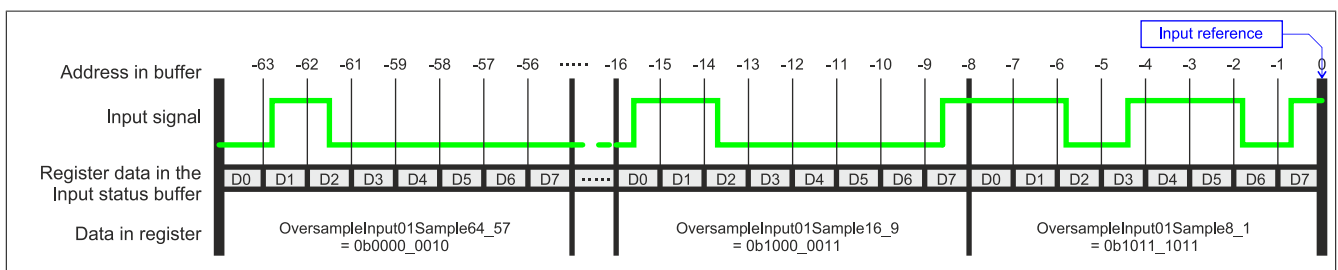 Input reference
Address in buffer -63 -62 -61 -59 -58 -57 -56 ..... -16 -15 -14 -13 -12 -11 -10 -9 -8 -7 -6 -5 -4 -3 -2 -1 0
Input signal
Register data in the
Input status buffer
D0 D1 D2 D3 D4 D5 D6 D7 ..... D0 D1 D2 D3 D4 D5 D6 D7 D0 D1 D2 D3 D4 D5 D6 D7
Data in register
OversampleInput01Sample64_57
= 0b0000_0010
OversampleInput01Sample16_9
= 0b1000_0011
OversampleInput01Sample8_1
= 0b1011_1011